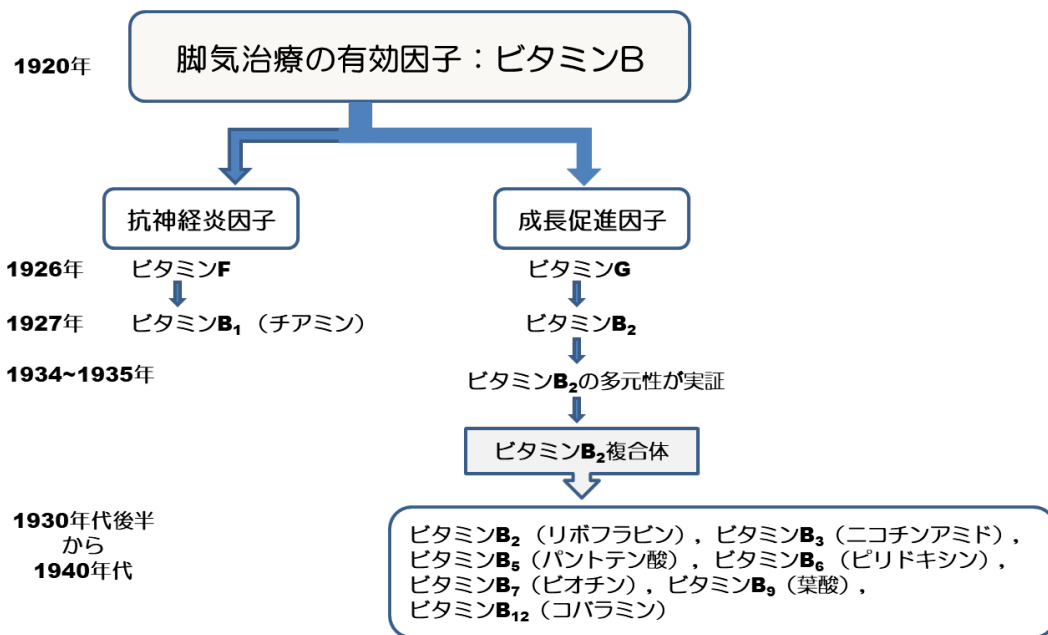 1920年
脚気治療の有効因子：ビタミンB
抗神経炎因子
成長促進因子
1926年
ビタミンF
ビタミンG
1927年
ビタミンB₁（チアミン）
ビタミンB₂
1934~1935年
ビタミンB₂の多元性が実証
ビタミンB₂複合体
1930年代後半
から
1940年代
ビタミンB₂（リボフラビン），ビタミンB₃（ニコチンアミド），
ビタミンB₅（パントテン酸），ビタミンB₆（ピリドキシン），
ビタミンB₇（ビオチン），ビタミンB₉（葉酸），
ビタミンB₁₂（コバラミン）